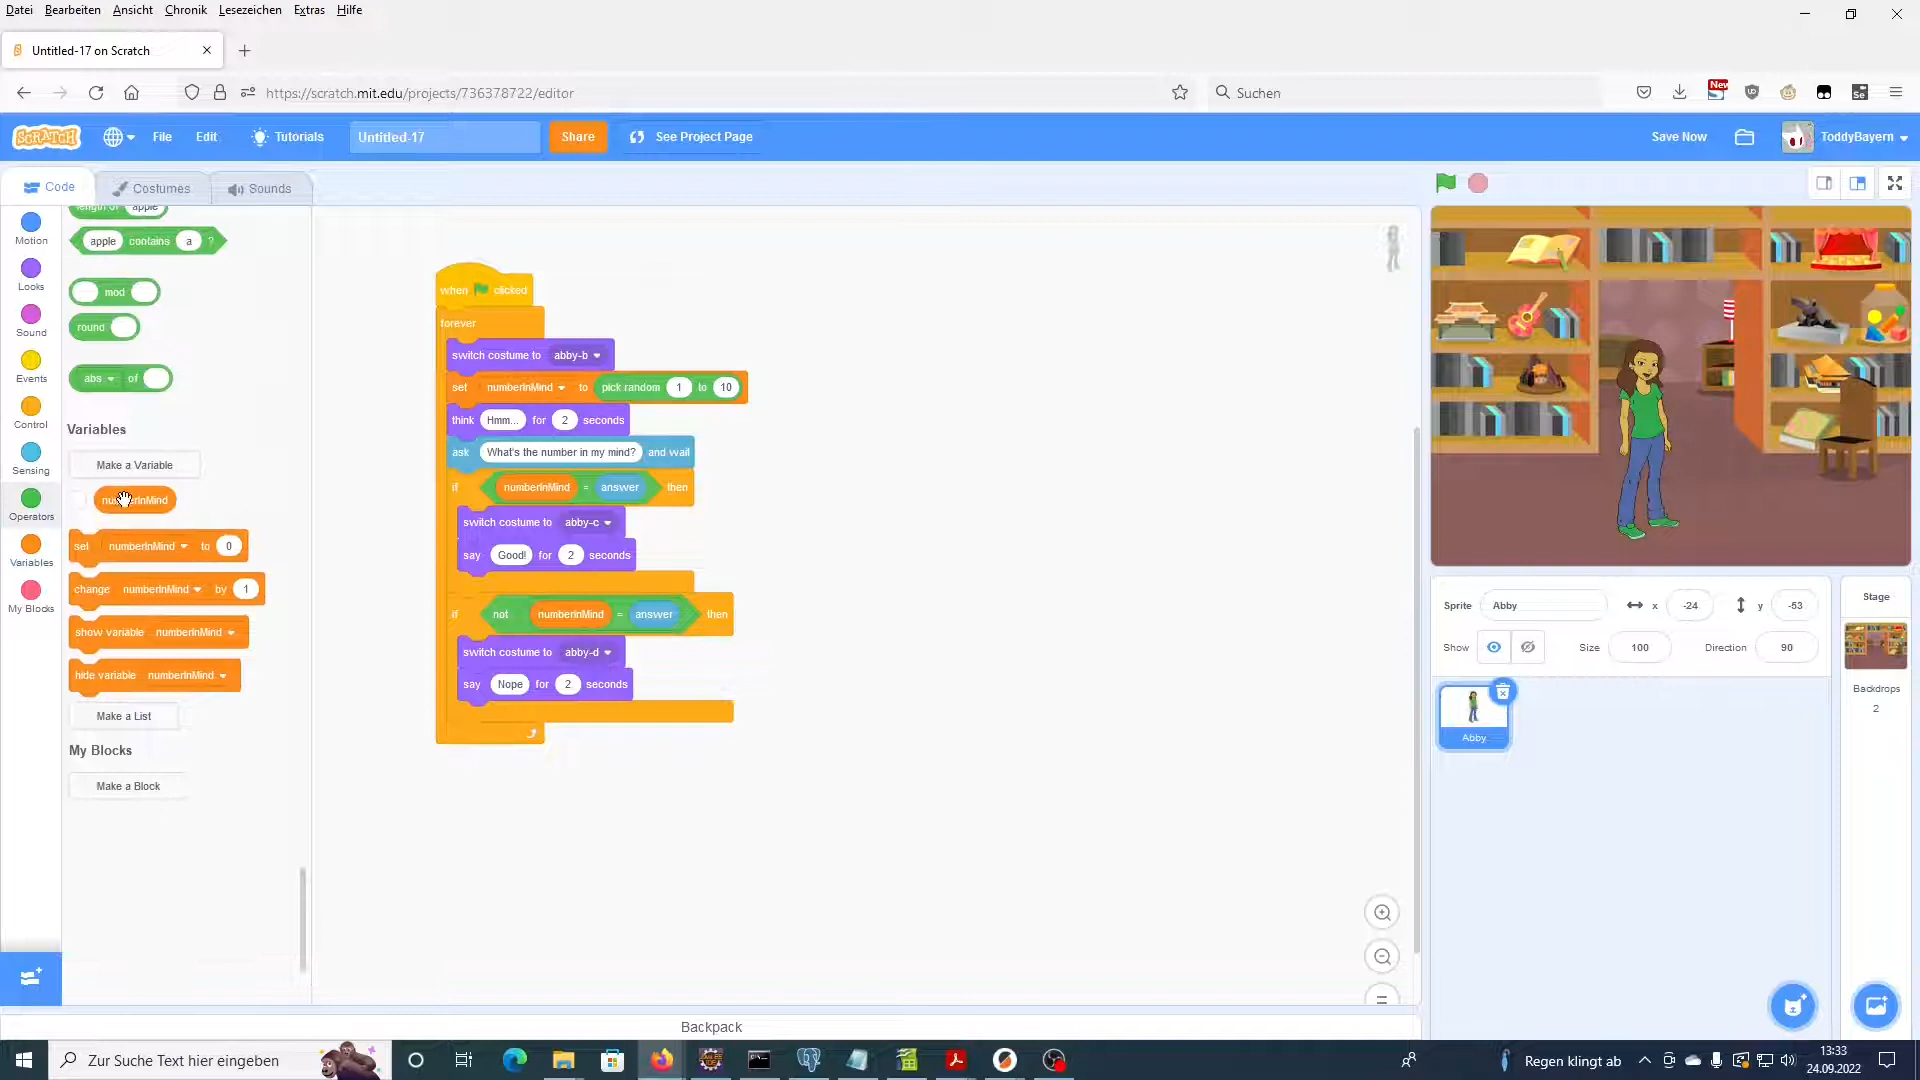 Datei Bearbeiten Ansicht Chronik Lesezeichen Extras Hilfe
Untitled-17 on Scratch
https://scratch.mit.edu/projects/736378722/editor
Suchen
New
Se
SCRATCH
File
Edit
Tutorials
Untitled-17
Share
See Project Page
Save Now
ToddyBayern
Code
Costumes
Sounds
Motion
Looks
Sound
Events
Control
Sensing
Operators
Variables
My Blocks
length of apple
apple contains a ?
mod
round
abs of
Variables
Make a Variable
numberInMind
set numberInMind to 0
change numberInMind by 1
show variable numberInMind
hide variable numberInMind
Make a List
My Blocks
Make a Block
when clicked
forever
switch costume to abby-b
set numberInMind to pick random 1 to 10
think Hmm... for 2 seconds
ask What's the number in my mind? and wait
if numberInMind = answer then
switch costume to abby-c
say Good! for 2 seconds
if not numberInMind = answer then
switch costume to abby-d
say Nope for 2 seconds
Sprite Abby x -24 y -53
Show Size 100 Direction 90
Abby
Stage
Backdrops
2
Backpack
Zur Suche Text hier eingeben
Regen klingt ab
13:33
24.09.2022